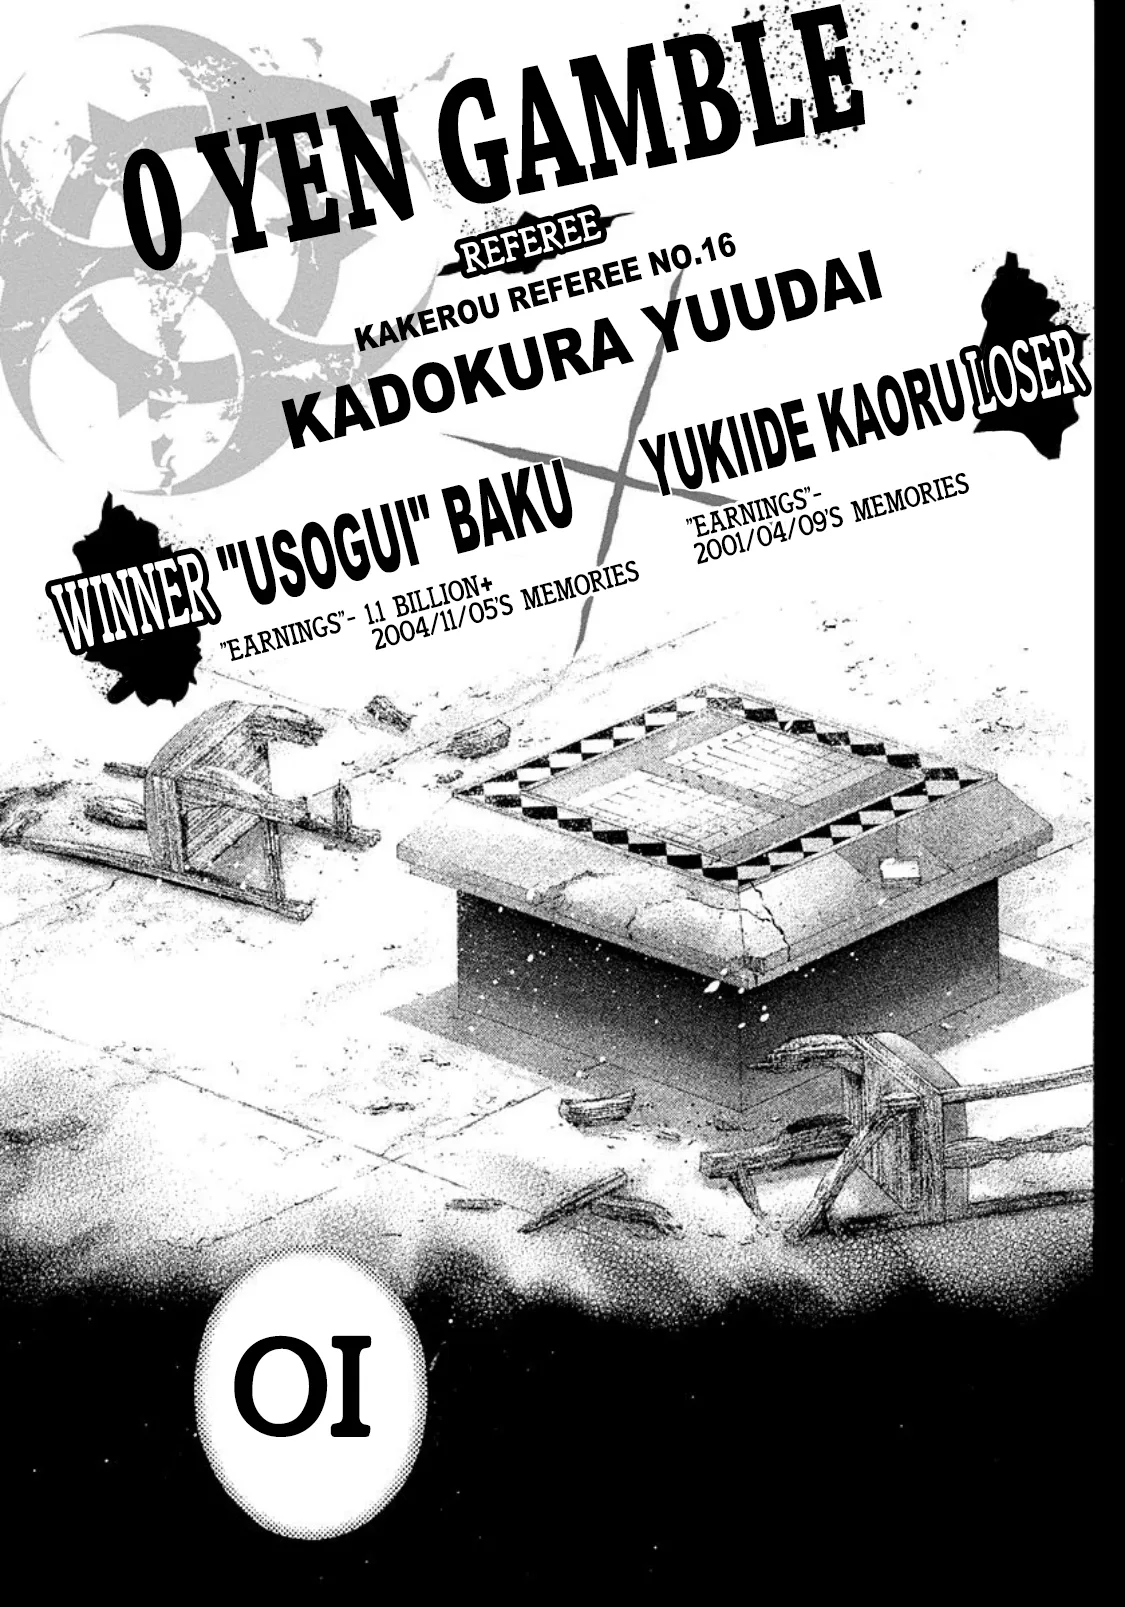 0 YEN GAMBLE
REFEREE
KAKEROU REFEREE NO.16
KADOKURA YUUDAI
YUKIIDE KAORU LOSER
"EARNINGS"-
2001/04/09'S MEMORIES
WINNER "USOGUI" BAKU
"EARNINGS"- 1.1 BILLION+
2004/11/05'S MEMORIES
OI